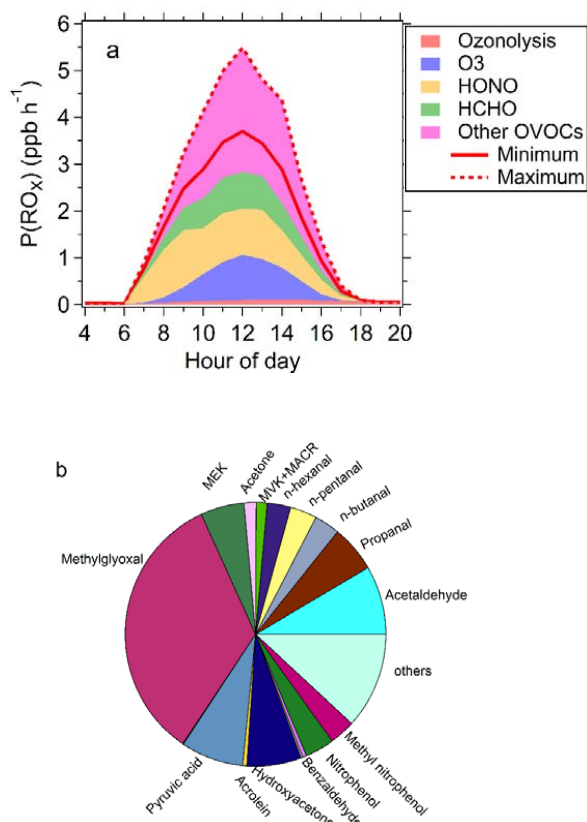 a
P(ROX) (ppb h−1)
6
5
4
3
2
1
0
4 6 8 10 12 14 16 18 20
Hour of day
Ozonolysis
O3
HONO
HCHO
Other OVOCs
Minimum
Maximum
b
MEK
Acetone
MVK+MACR
n-hexanal
n-pentanal
n-butanal
Propanal
Acetaldehyde
others
Methyl nitrophenol
Nitrophenol
Benzaldehyde
Hydroxyacetone
Acrolein
Pyruvic acid
Methylglyoxal